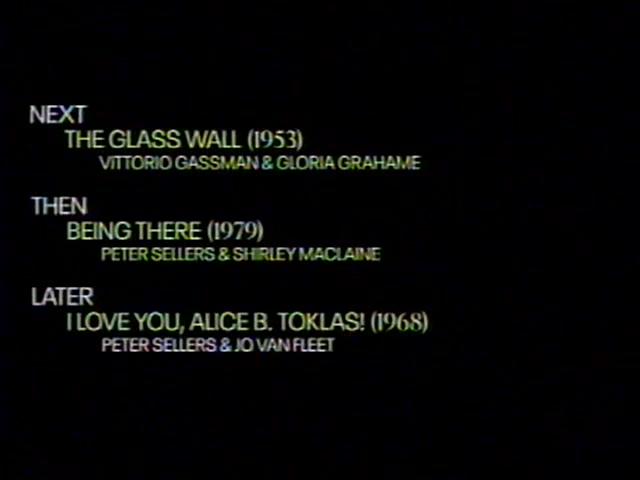 NEXT
THE GLASS WALL (1953)
VITTORIO GASSMAN & GLORIA GRAHAME
THEN
BEING THERE (1979)
PETER SELLERS & SHIRLEY MACLAINE
LATER
I LOVE YOU, ALICE B. TOKLAS! (1968)
PETER SELLERS & JO VAN FLEET